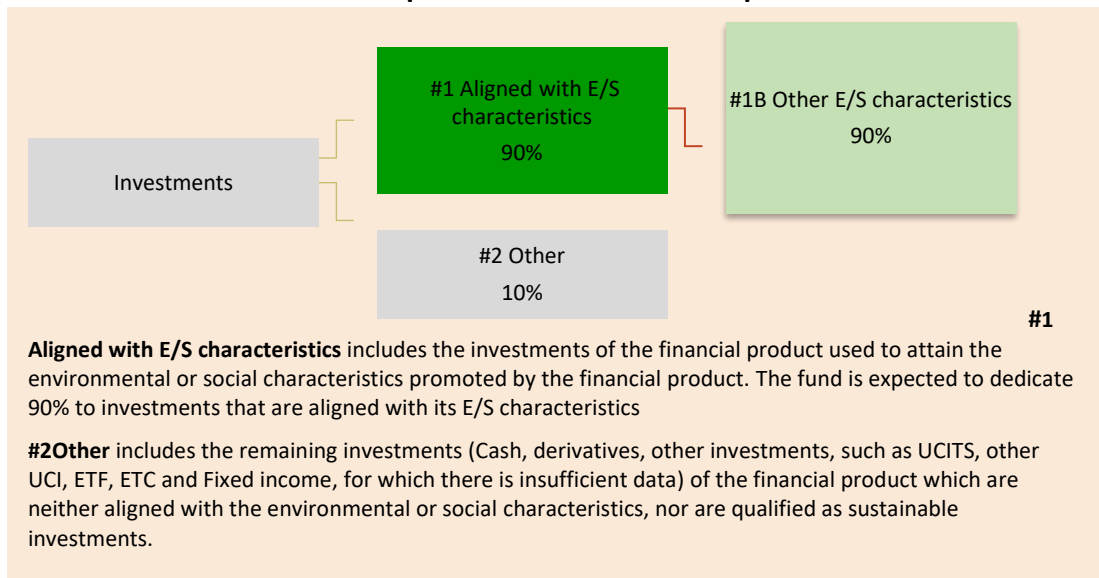 #1 Aligned with E/S
characteristics
90%
#1B Other E/S characteristics
90%
Investments
#2 Other
10%
#1
Aligned with E/S characteristics includes the investments of the financial product used to attain the
environmental or social characteristics promoted by the financial product. The fund is expected to dedicate
90% to investments that are aligned with its E/S characteristics
#2Other includes the remaining investments (Cash, derivatives, other investments, such as UCITS, other
UCI, ETF, ETC and Fixed income, for which there is insufficient data) of the financial product which are
neither aligned with the environmental or social characteristics, nor are qualified as sustainable
investments.